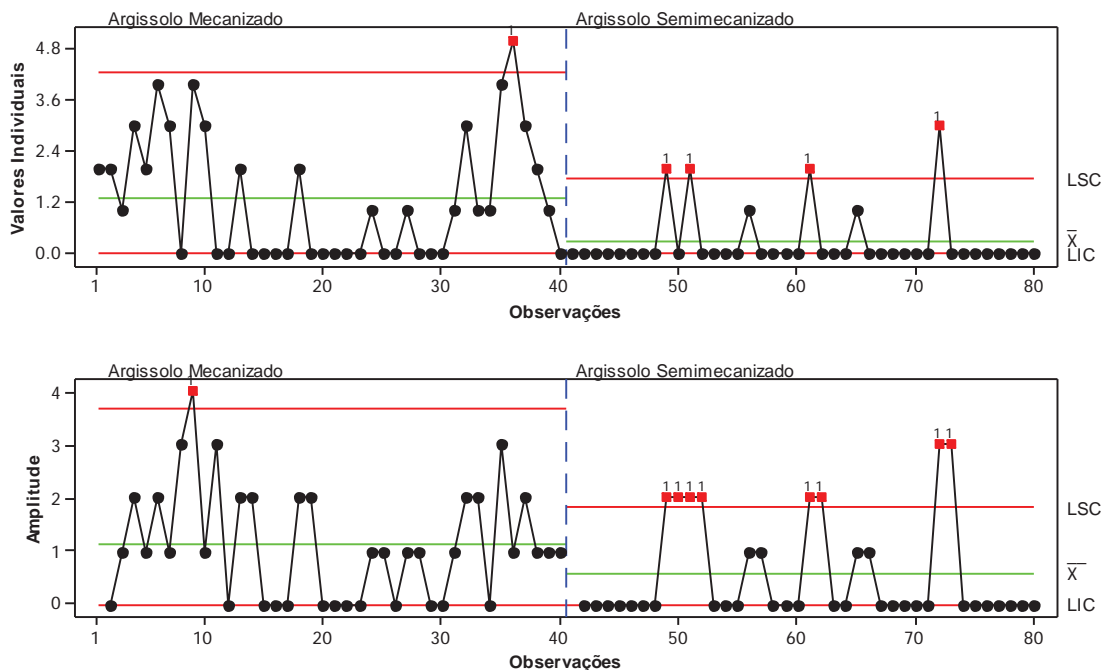 Argissolo Mecanizado
Argissolo Semimecanizado
Valores Individuais
4.8
3.6
2.4
1.2
0.0
1
1 1 1 1
LSC
X
LIC
1 10 20 30 40 50 60 70 80
Observações
Argissolo Mecanizado
Argissolo Semimecanizado
Amplitude
4
3
2
1
0
1
1 1 1 1 1 1 1 1
LSC
X
LIC
1 10 20 30 40 50 60 70 80
Observações